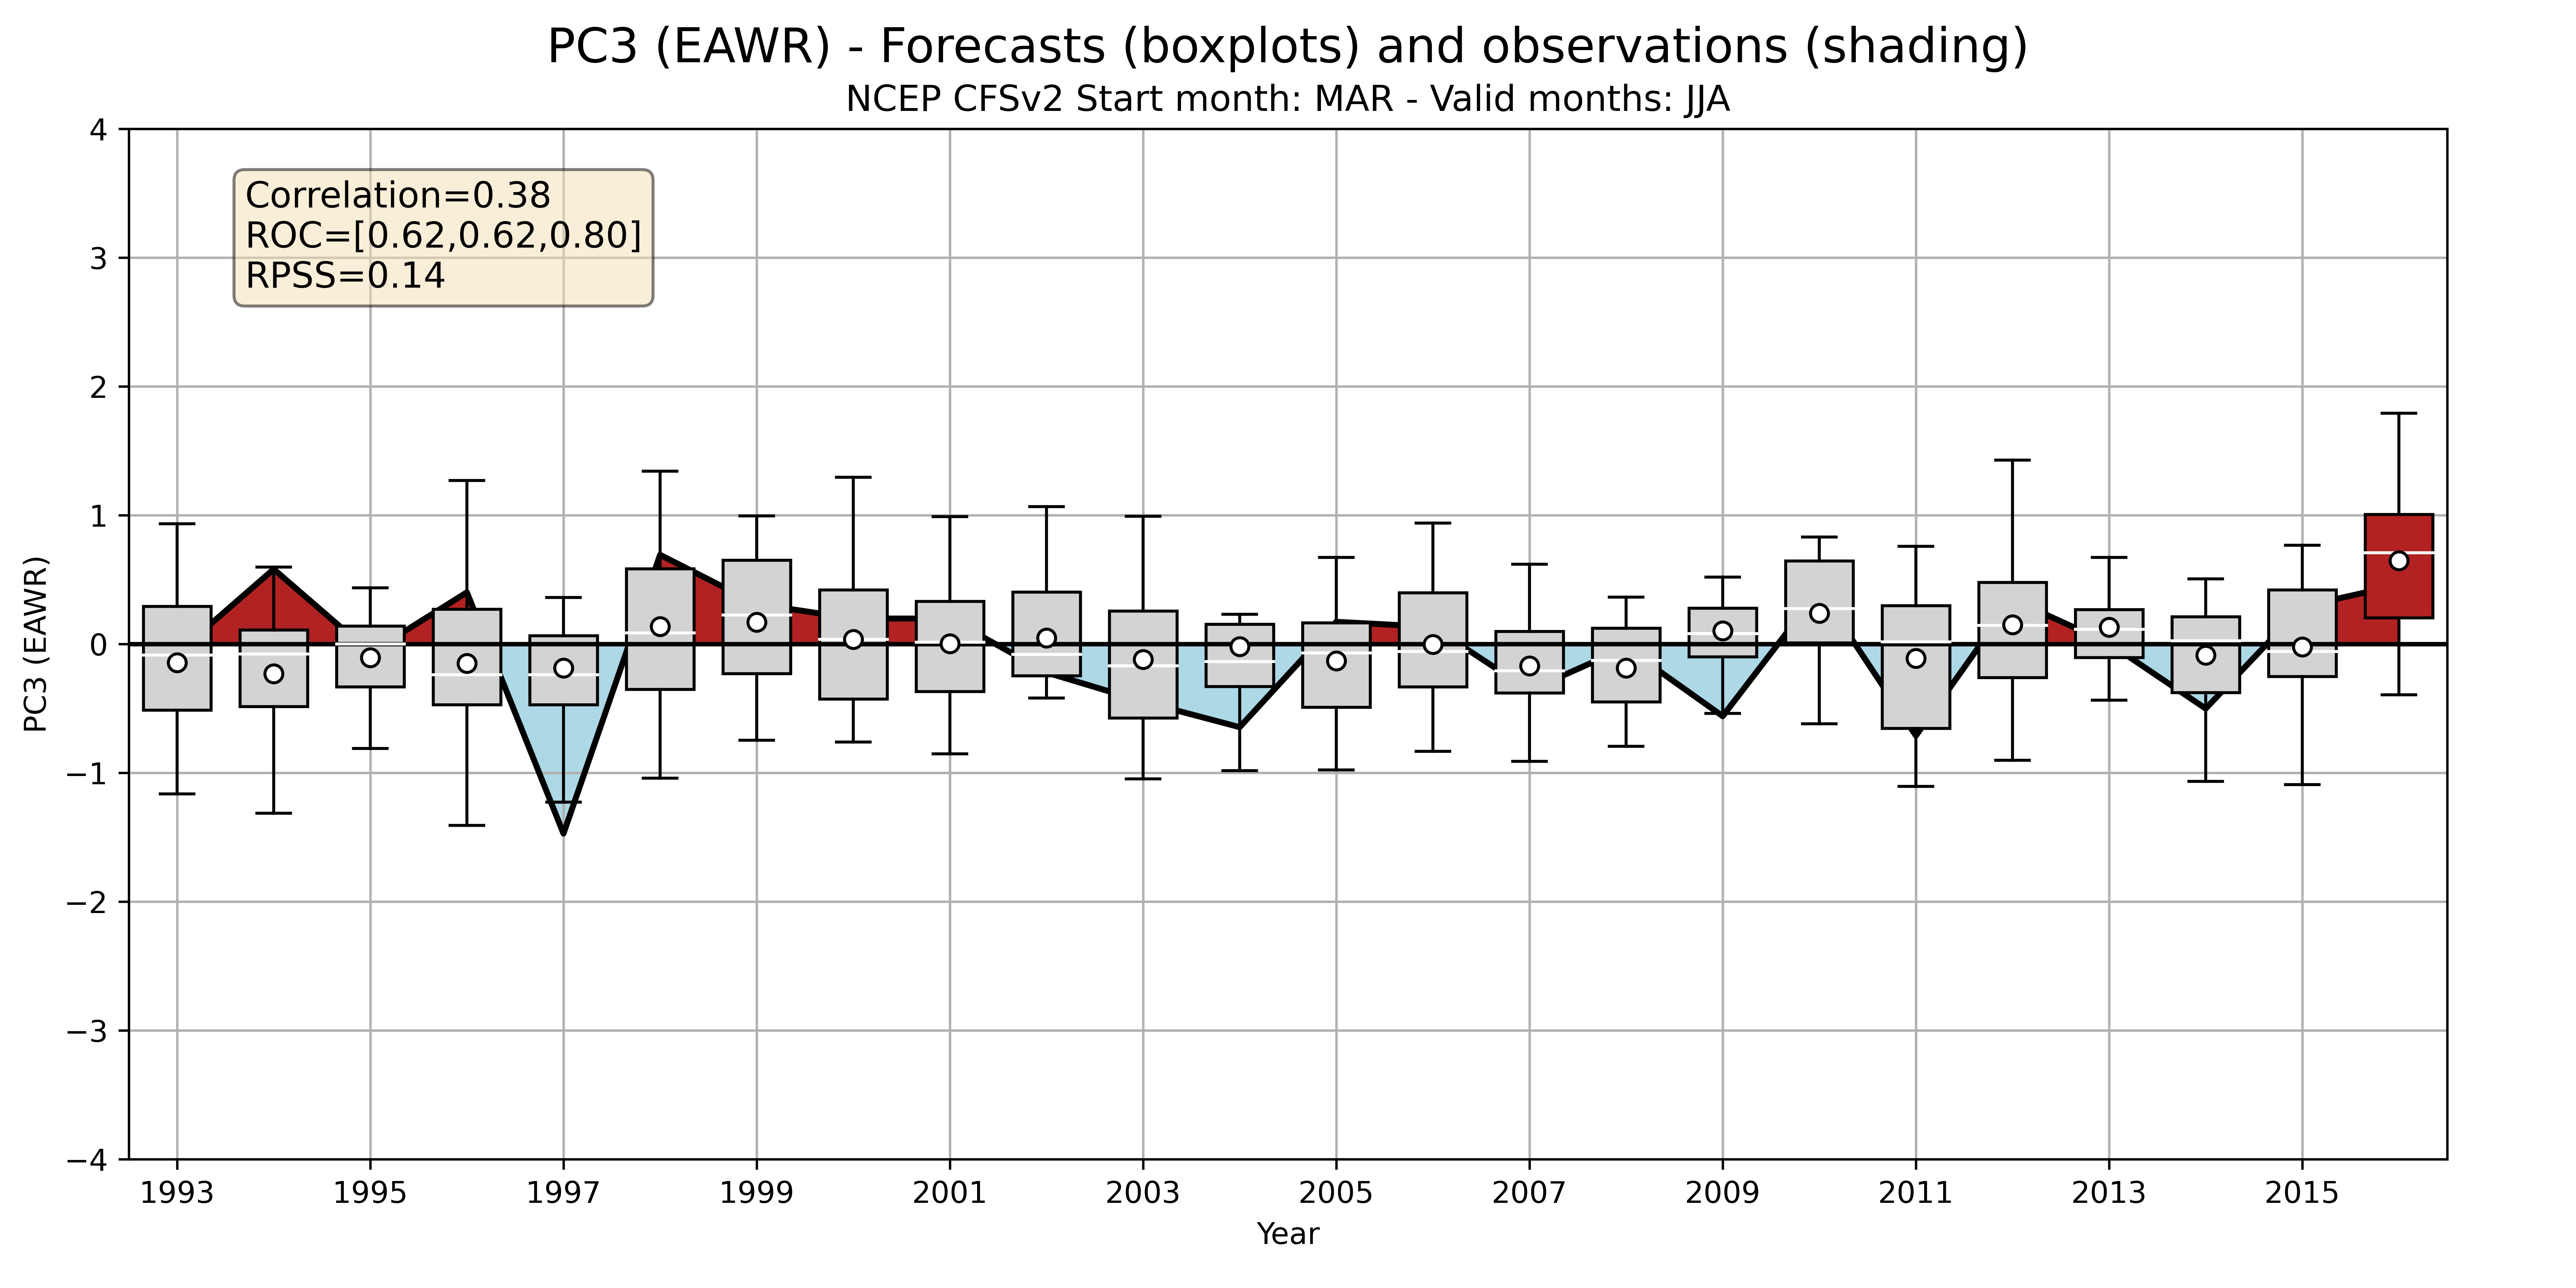 PC3 (EAWR) - Forecasts (boxplots) and observations (shading)
NCEP CFSv2 Start month: MAR - Valid months: JJA
Correlation=0.38
ROC=[0.62,0.62,0.80]
RPSS=0.14
PC3 (EAWR)
4
3
2
1
0
−1
−2
−3
−4
1993 1995 1997 1999 2001 2003 2005 2007 2009 2011 2013 2015
Year